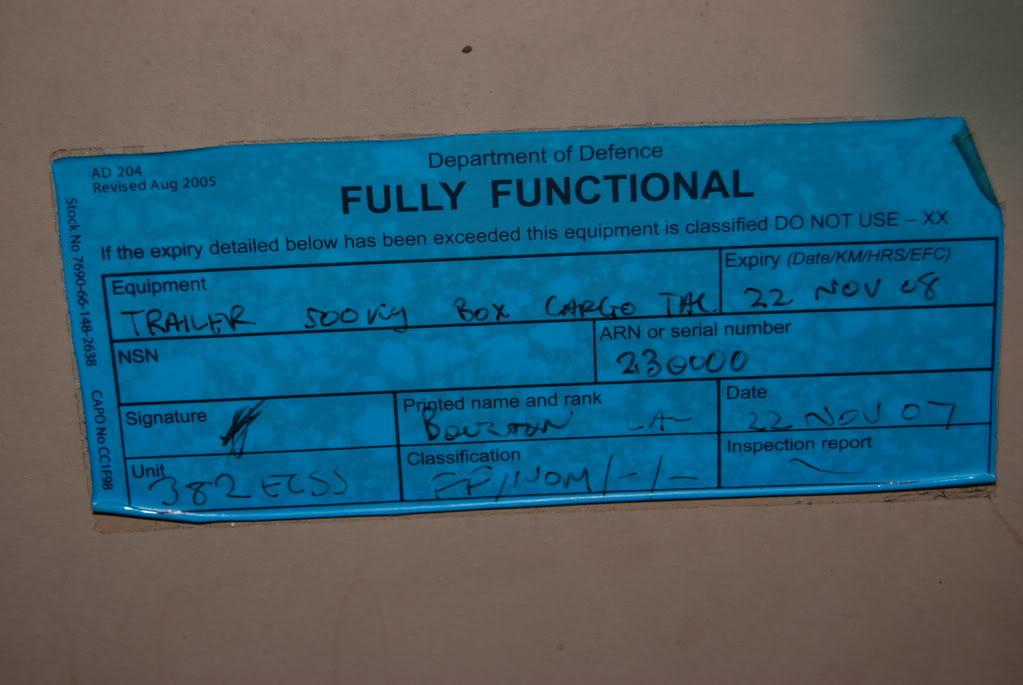 AD 204
Revised Aug 2005
Department of Defence
FULLY FUNCTIONAL
If the expiry detailed below has been exceeded this equipment is classified DO NOT USE – XX
Stock No 7690-66-148-2638 CAPO No CC1F98
Equipment
TRAILER 500Kg BOX CARGO TAC
Expiry (Date/KM/HRS/EFC)
22 NOV 08
NSN
ARN or serial number
230000
Signature
Printed name and rank
Date
22 NOV 07
Unit
382 ECSS
Classification
FF/NOM/-/-
Inspection report